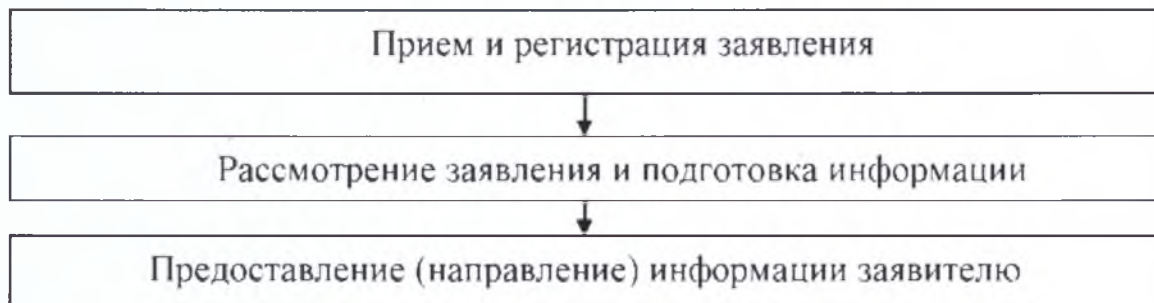 Прием и регистрация заявления
Рассмотрение заявления и подготовка информации
Предоставление (направление) информации заявителю